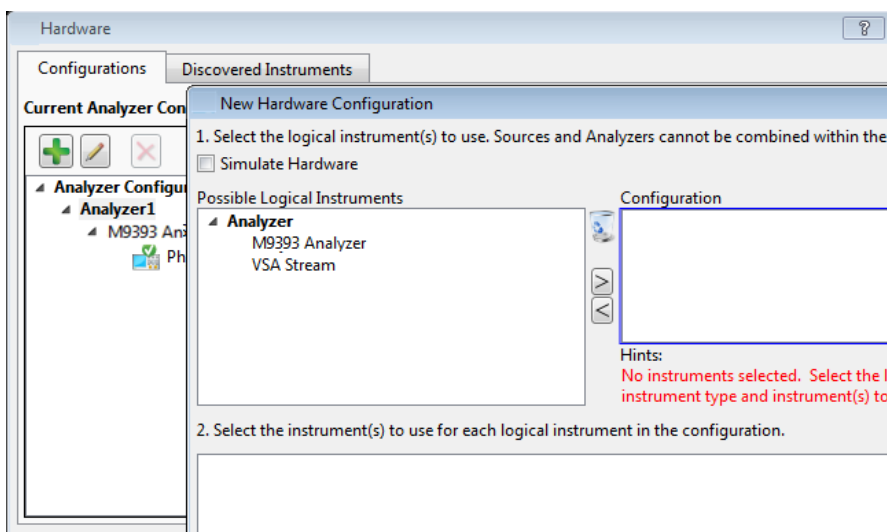 Hardware
?
Configurations
Discovered Instruments
Current Analyzer Con
New Hardware Configuration
1. Select the logical instrument(s) to use. Sources and Analyzers cannot be combined within the
Simulate Hardware
Analyzer Configur
Analyzer1
M9393 An
Ph
Possible Logical Instruments
Analyzer
M9393 Analyzer
VSA Stream
>
<
Configuration
Hints:
No instruments selected. Select the l
instrument type and instrument(s) to
2. Select the instrument(s) to use for each logical instrument in the configuration.